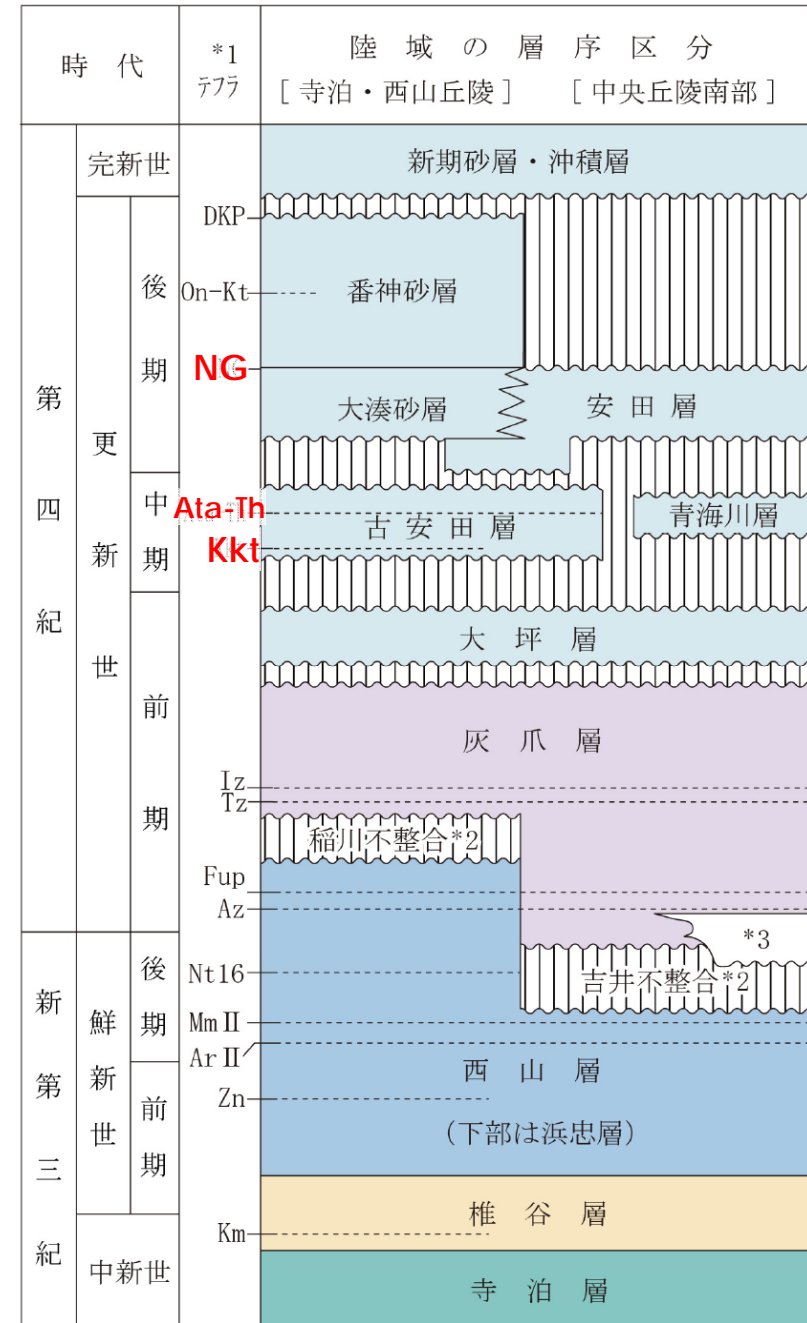 時 代
*1
テフラ
陸 域 の 層 序 区 分
[ 寺泊・西山丘陵 ] [ 中央丘陵南部 ]
第四紀
完新世
新期砂層・沖積層
更新世
後期
DKP
On-Kt
番神砂層
NG
大湊砂層
安 田 層
中期
Ata-Th
Kkt
古 安 田 層
青海川層
大 坪 層
前期
灰 爪 層
Iz
Tz
稲川不整合*2
Fup
Az
*3
新第三紀
鮮新世
後期
Nt16
吉井不整合*2
MmⅡ
ArⅡ
西 山 層
前期
Zn
(下部は浜忠層)
椎 谷 層
Km
中新世
寺 泊 層